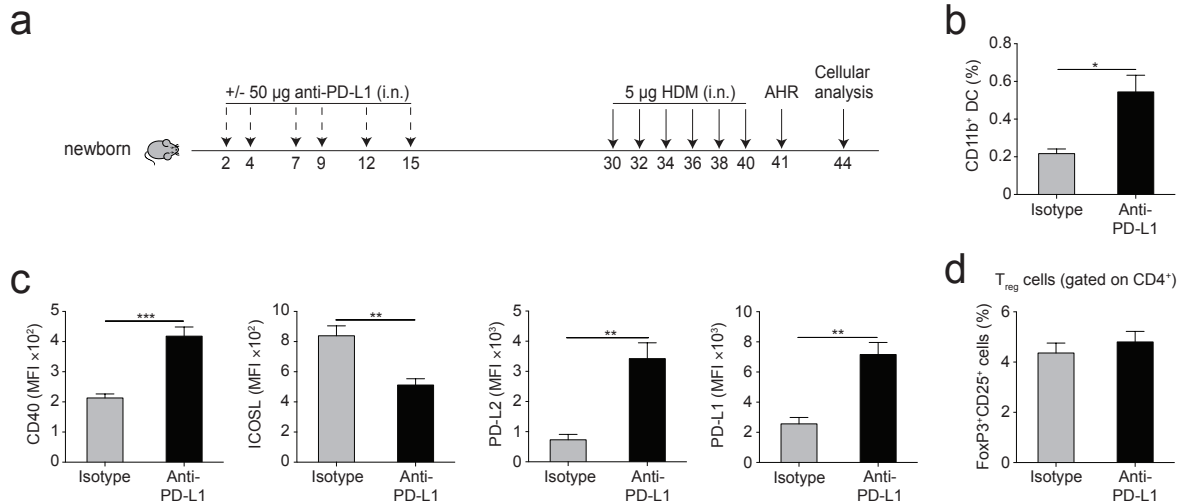 a
+/- 50 µg anti-PD-L1 (i.n.)
5 µg HDM (i.n.)
AHR
Cellular
analysis
newborn
2 4 7 9 12 15 30 32 34 36 38 40 41 44
b
CD11b⁺ DC (%)
0.8
0.6
0.4
0.2
0
*
Isotype
Anti-
PD-L1
c
CD40 (MFI ×10²)
5
4
3
2
1
0
***
Isotype
Anti-
PD-L1
ICOSL (MFI ×10²)
10
8
6
4
2
0
**
Isotype
Anti-
PD-L1
PD-L2 (MFI ×10³)
5
4
3
2
1
0
**
Isotype
Anti-
PD-L1
PD-L1 (MFI ×10³)
10
8
6
4
2
0
**
Isotype
Anti-
PD-L1
d
T_reg cells (gated on CD4⁺)
FoxP3⁺CD25⁺ cells (%)
6
4
2
0
Isotype
Anti-
PD-L1